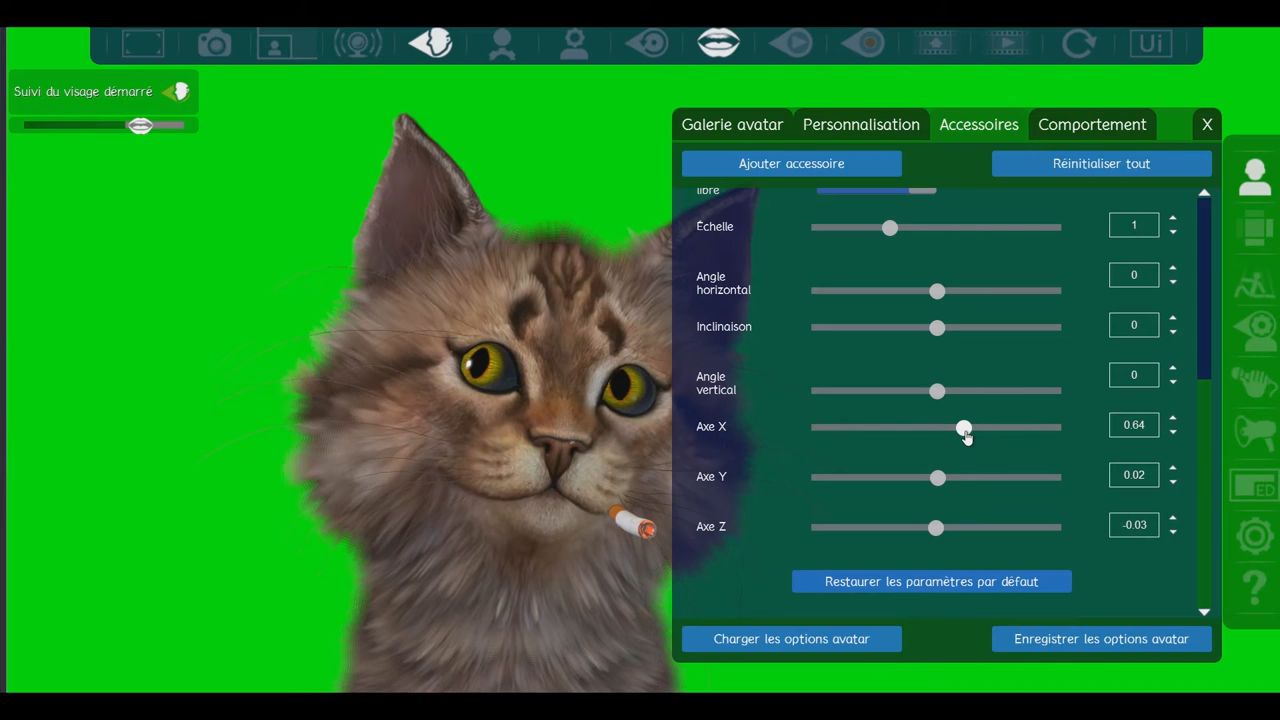 Ui
Suivi du visage démarré
Galerie avatar
Personnalisation
Accessoires
Comportement
X
Ajouter accessoire
Réinitialiser tout
libre
Échelle
1
Angle
horizontal
0
Inclinaison
0
Angle
vertical
0
Axe X
0.64
Axe Y
0.02
Axe Z
-0.03
ED
Restaurer les paramètres par défaut
Charger les options avatar
Enregistrer les options avatar
?